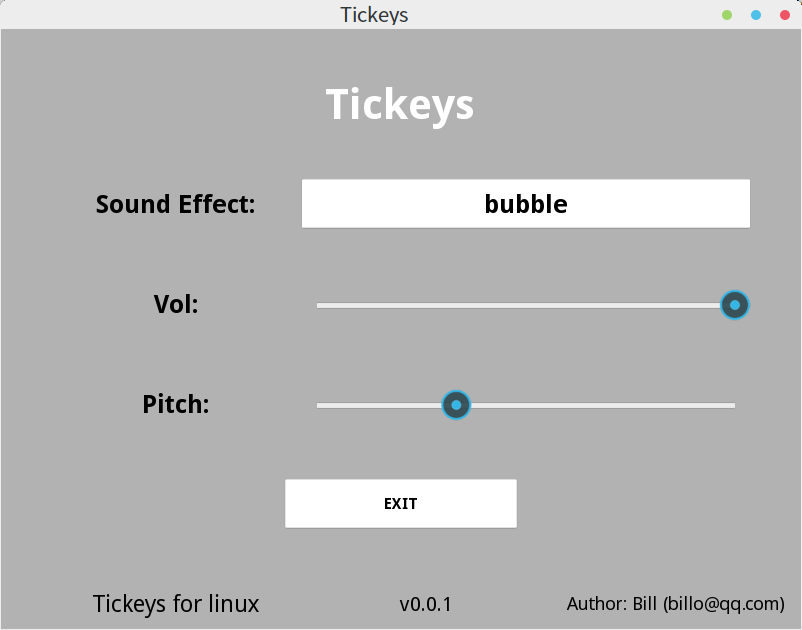 Tickeys
Tickeys
Sound Effect: bubble
Vol:
Pitch:
EXIT
Tickeys for linux v0.0.1 Author: Bill (billo@qq.com)